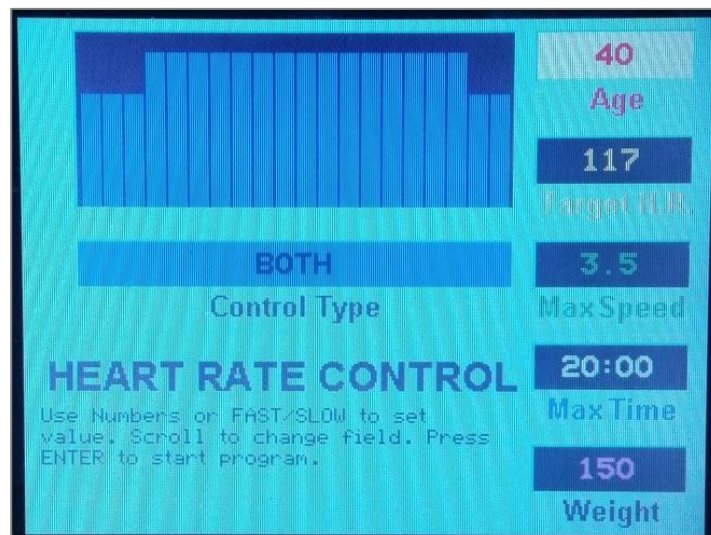 40
Age
117
Target H.R.
BOTH
Control Type
3.5
Max Speed
HEART RATE CONTROL
Use Numbers or FAST/SLOW to set
value. Scroll to change field. Press
ENTER to start program.
20:00
Max Time
150
Weight